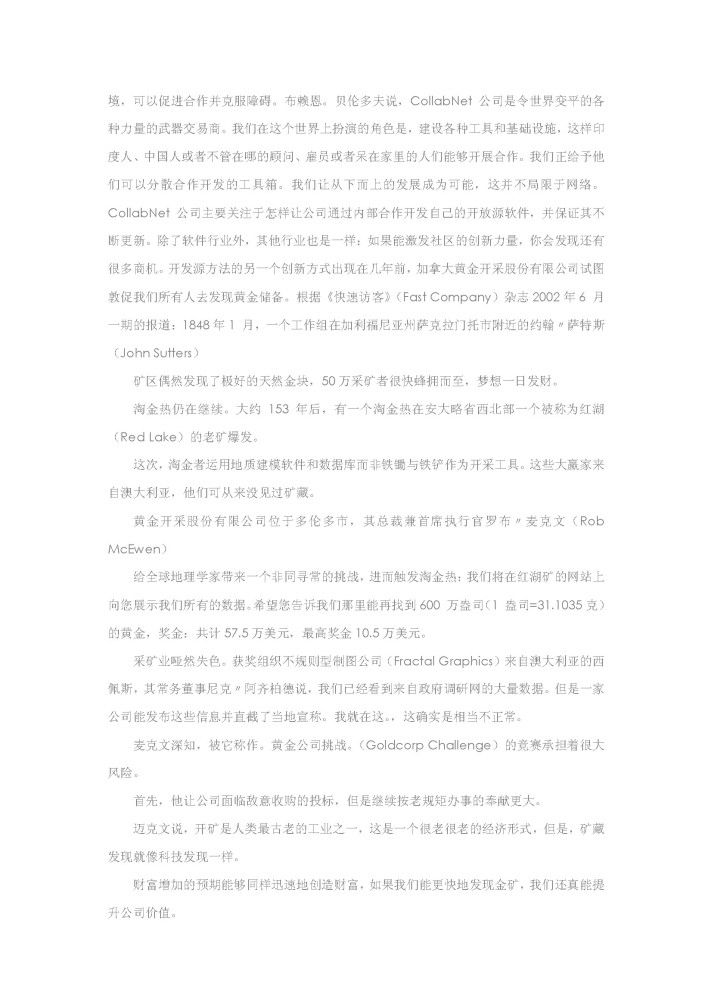 境，可以促进合作并克服障碍。布赖恩。贝伦多夫说，CollabNet 公司是令世界变平的各
种力量的武器交易商。我们在这个世界上扮演的角色是，建设各种工具和基础设施，这样印
度人、中国人或者不管在哪的顾问、雇员或者呆在家里的人们能够开展合作。我们正给予他
们可以分散合作开发的工具箱。我们让从下而上的发展成为可能，这并不局限于网络。
CollabNet 公司主要关注于怎样让公司通过内部合作开发自己的开放源软件，并保证其不
断更新。除了软件行业外，其他行业也是一样：如果能激发社区的创新力量，你会发现还有
很多商机。开发源方法的另一个创新方式出现在几年前，加拿大黄金开采股份有限公司试图
敦促我们所有人去发现黄金储备。根据《快速访客》（Fast Company）杂志 2002 年 6 月
一期的报道：1848 年 1 月，一个工作组在加利福尼亚州萨克拉门托市附近的约翰〃萨特斯
（John Sutters）
矿区偶然发现了极好的天然金块，50 万采矿者很快蜂拥而至，梦想一日发财。
淘金热仍在继续。大约 153 年后，有一个淘金热在安大略省西北部一个被称为红湖
（Red Lake）的老矿爆发。
这次，淘金者运用地质建模软件和数据库而非铁锄与铁铲作为开采工具。这些大赢家来
自澳大利亚，他们可从来没见过矿藏。
黄金开采股份有限公司位于多伦多市，其总裁兼首席执行官罗布〃麦克文（Rob
McEwen）
给全球地理学家带来一个非同寻常的挑战，进而触发淘金热：我们将在红湖矿的网站上
向您展示我们所有的数据。希望您告诉我们那里能再找到 600 万盎司（1 盎司=31.1035 克）
的黄金，奖金：共计 57.5 万美元，最高奖金 10.5 万美元。
采矿业哑然失色。获奖组织不规则型制图公司（Fractal Graphics）来自澳大利亚的西
佩斯，其常务董事尼克〃阿齐柏德说，我们已经看到来自政府调研网的大量数据。但是一家
公司能发布这些信息并直截了当地宣称。我就在这。，这确实是相当不正常。
麦克文深知，被它称作。黄金公司挑战。（Goldcorp Challenge）的竞赛承担着很大
风险。
首先，他让公司面临敌意收购的投标，但是继续按老规矩办事的奉献更大。
迈克文说，开矿是人类最古老的工业之一，这是一个很老很老的经济形式，但是，矿藏
发现就像科技发现一样。
财富增加的预期能够同样迅速地创造财富，如果我们能更快地发现金矿，我们还真能提
升公司价值。